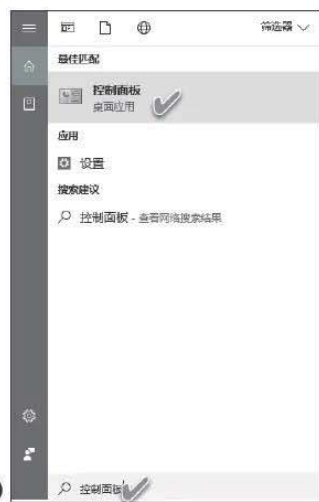 筛选器
最佳匹配
控制面板
桌面应用
应用
设置
搜索建议
控制面板 - 查看网络搜索结果
控制面板